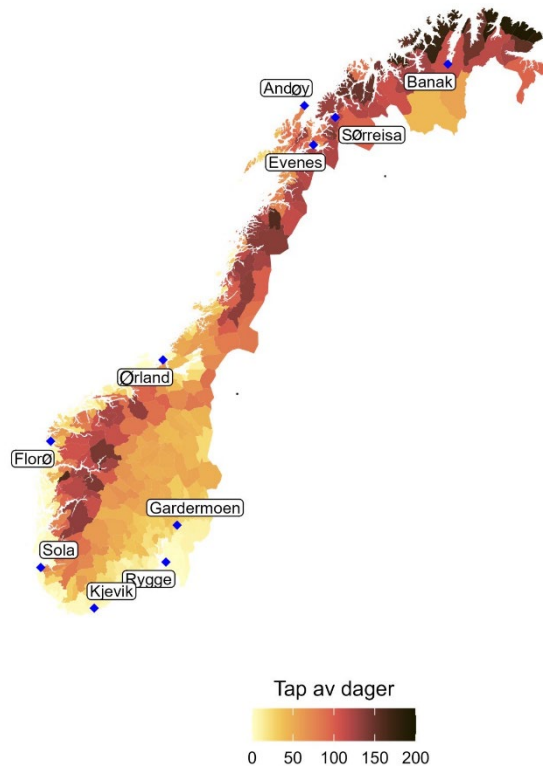 Banak
Andøy
Sørreisa
Evenes
Ørland
Florø
Gardermoen
Sola
Rygge
Kjevik
Tap av dager
0 50 100 150 200